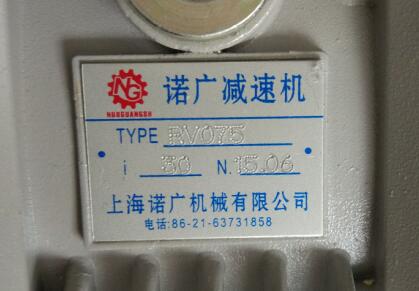 NG
NUOGUANGSH
诺广减速机
TYPE RV075
i 30 N. 15.06
上海诺广机械有限公司
电话:86-21-63731858